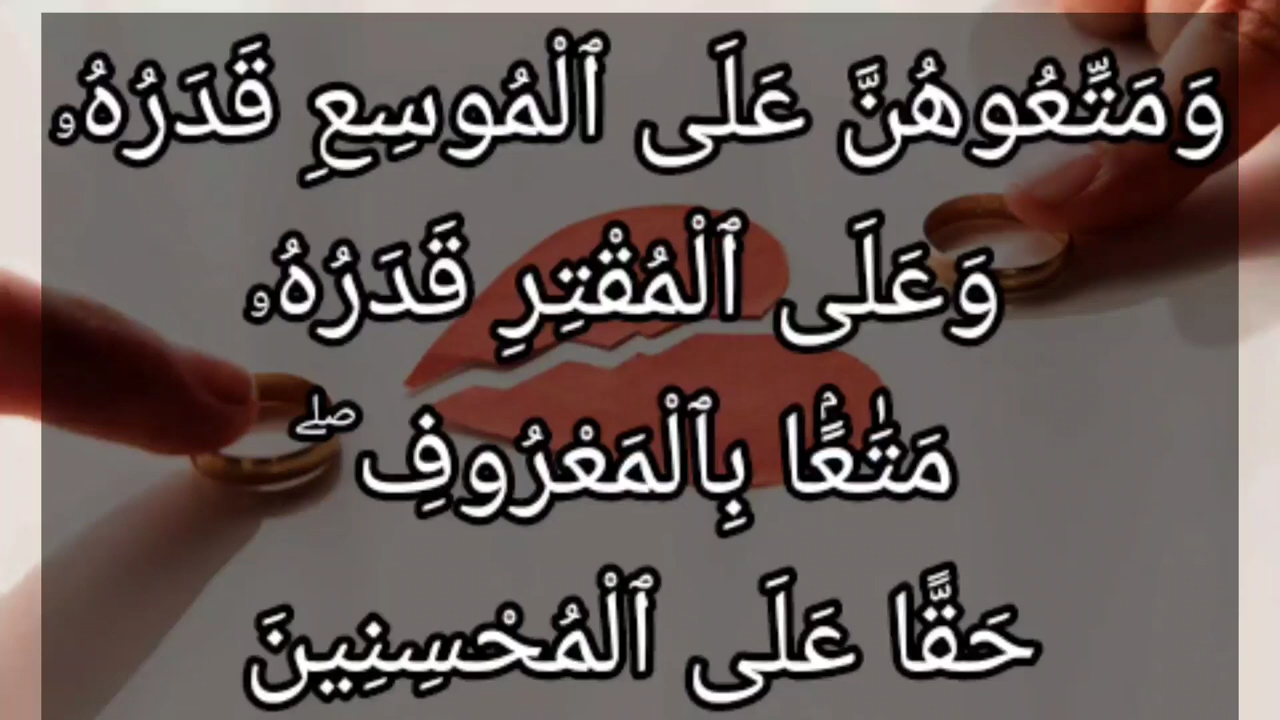 وَمَتِّعُوهُنَّ عَلَى ٱلْمُوسِعِ قَدَرُهُۥ
وَعَلَى ٱلْمُقْتِرِ قَدَرُهُۥ
مَتَٰعًۢا بِٱلْمَعْرُوفِ ۖ
حَقًّا عَلَى ٱلْمُحْسِنِينَ